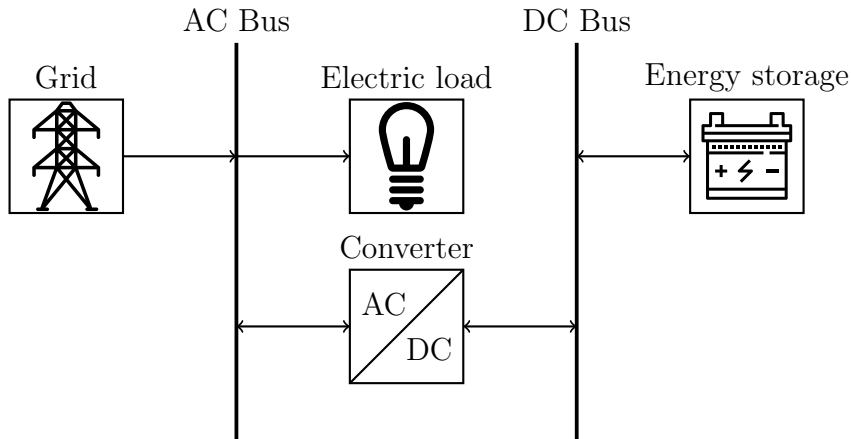 AC Bus
DC Bus
Grid
Electric load
Energy storage
Converter
AC
DC